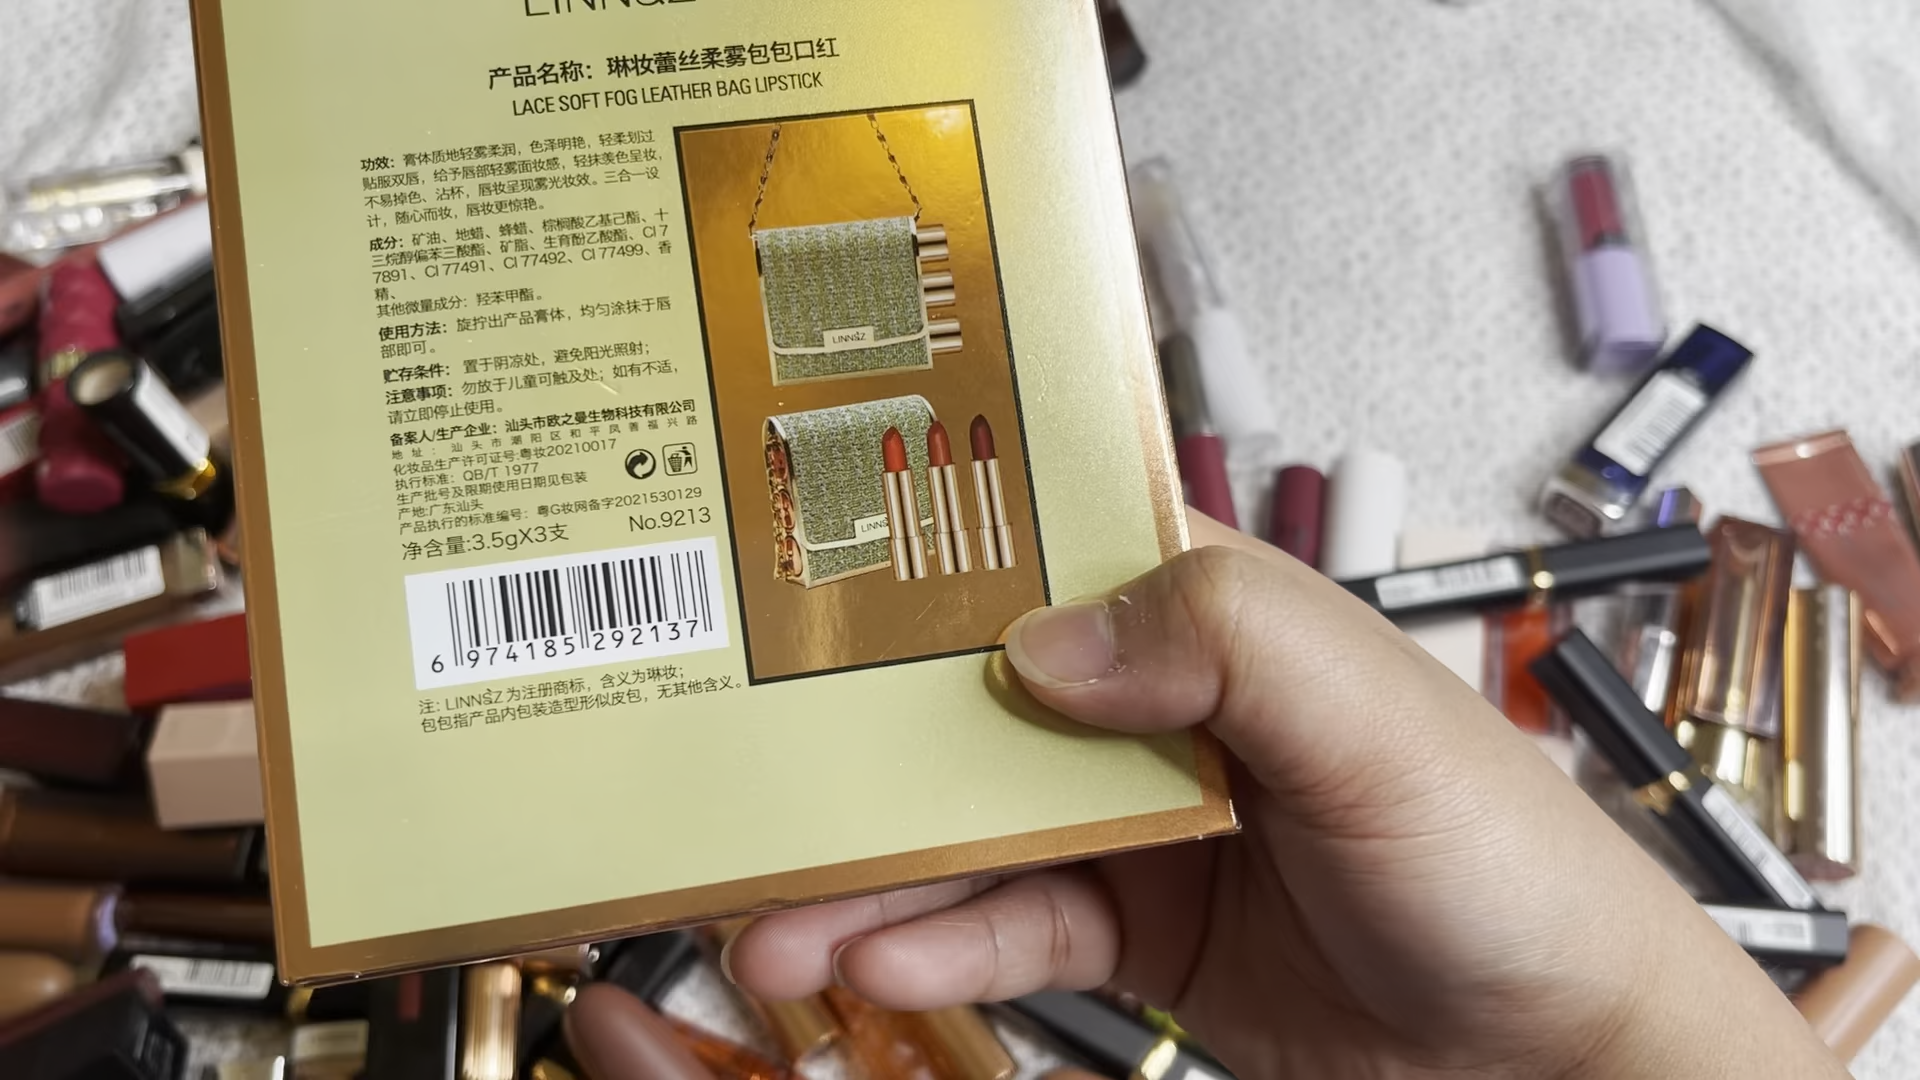 LINN&Z
产品名称：琳妆蕾丝柔雾包包口红
LACE SOFT FOG LEATHER BAG LIPSTICK
功效：膏体质地轻雾柔润，色泽明艳，轻柔划过
贴服双唇，给予唇部轻雾面妆感，轻抹羡色呈妆，
不易掉色、沾杯，唇妆呈现雾光妆效。三合一设
计，随心而妆，唇妆更惊艳。
成分：矿油、地蜡、蜂蜡、棕榈酸乙基己酯、十
三烷醇偏苯三酸酯、矿脂、生育酚乙酸酯、CI 7
7891、CI 77491、CI 77492、CI 77499、香
精、
其他微量成分：羟苯甲酯。
使用方法：旋拧出产品膏体，均匀涂抹于唇
部即可。
贮存条件：置于阴凉处，避免阳光照射；
注意事项：勿放于儿童可触及处；如有不适，
请立即停止使用。
备案人/生产企业：汕头市欧之曼生物科技有限公司
地址：汕头市潮阳区和平凤善福兴路
化妆品生产许可证号:粤妆20210017
执行标准：QB/T 1977
生产批号及限期使用日期见包装
产地:广东汕头
产品执行的标准编号：粤G妆网备字2021530129
净含量:3.5gX3支 No.9213
6 974185 292137
注: LINN&Z 为注册商标，含义为琳妆；
包包指产品内包装造型形似皮包，无其他含义。
LINN&Z